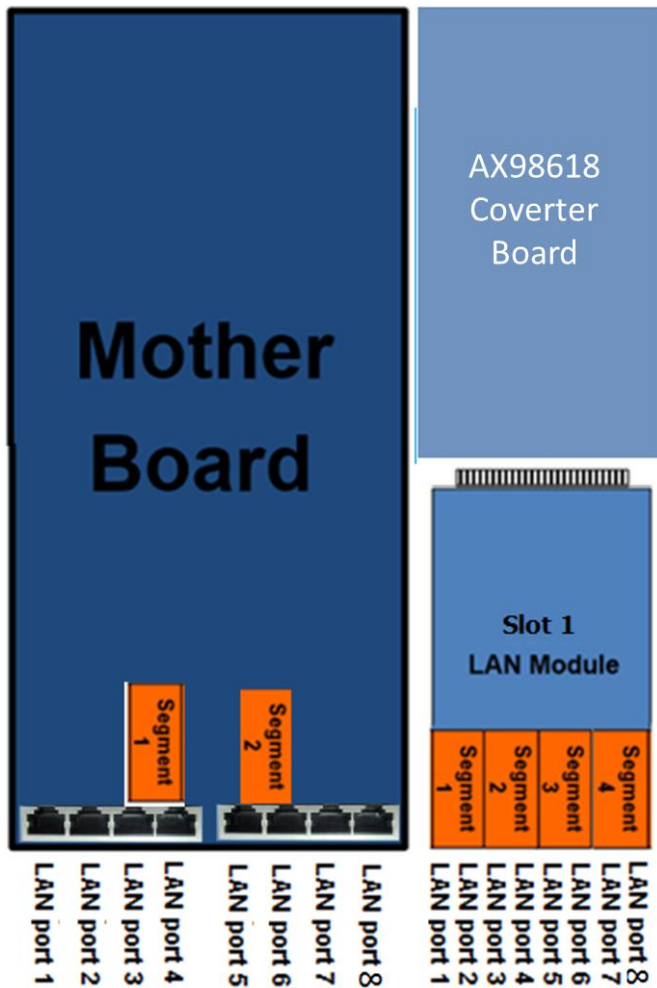 AX98618
Coverter
Board
Mother
Board
Slot 1
LAN Module
Segment
1
Segment
2
Segment
1
Segment
2
Segment
3
Segment
4
LAN port 1
LAN port 2
LAN port 3
LAN port 4
LAN port 5
LAN port 6
LAN port 7
LAN port 8
LAN port 1
LAN port 2
LAN port 3
LAN port 4
LAN port 5
LAN port 6
LAN port 7
LAN port 8